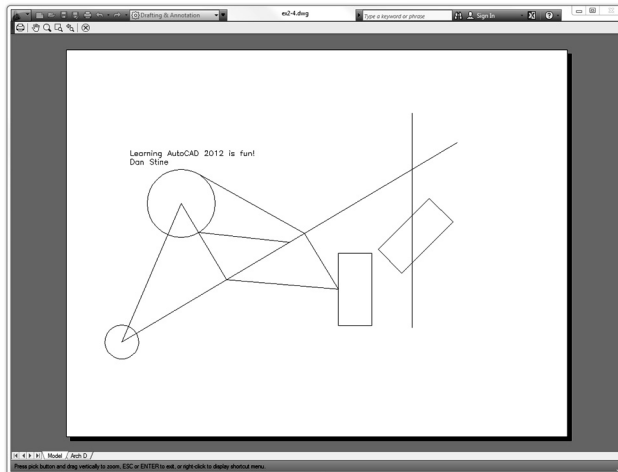 Drafting & Annotation
ex2-4.dwg
Type a keyword or phrase
Sign In
Learning AutoCAD 2012 is fun!
Dan Stine
Model / Arch D /
Press pick button and drag vertically to zoom, ESC or ENTER to exit, or right-click to display shortcut menu.